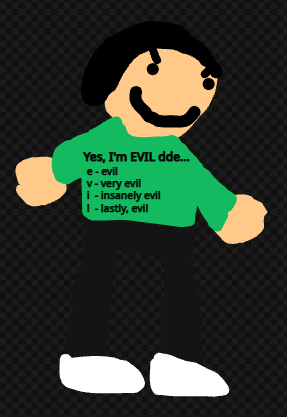 Yes, I'm EVIL dde...
e - evil
v - very evil
i - insanely evil
l - lastly, evil